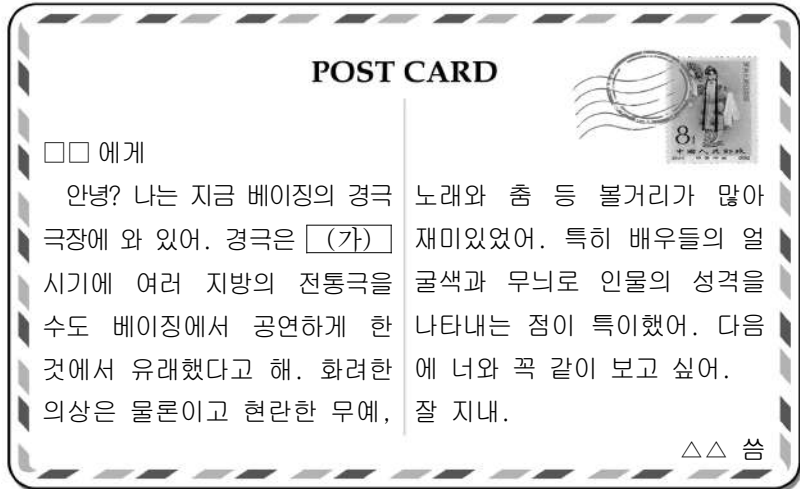 POST CARD
8
中國人民郵政
□□ 에게
안녕? 나는 지금 베이징의 경극
극장에 와 있어. 경극은 (가)
시기에 여러 지방의 전통극을
수도 베이징에서 공연하게 한
것에서 유래했다고 해. 화려한
의상은 물론이고 현란한 무예,
노래와 춤 등 볼거리가 많아
재미있었어. 특히 배우들의 얼
굴색과 무늬로 인물의 성격을
나타내는 점이 특이했어. 다음
에 너와 꼭 같이 보고 싶어.
잘 지내.
△△ 씀